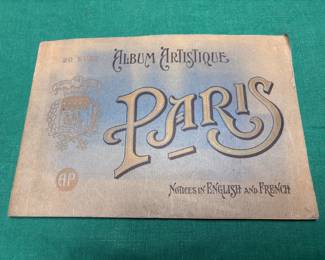 ALBUM ARTISTIQUE
PARIS
NOTICES IN ENGLISH AND FRENCH
AP